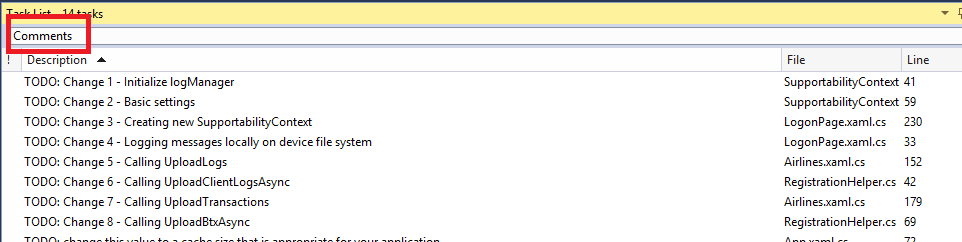 Task List - 14 tasks
Comments
! Description File Line
TODO: Change 1 - Initialize logManager SupportabilityContext 41
TODO: Change 2 - Basic settings SupportabilityContext 59
TODO: Change 3 - Creating new SupportabilityContext LogonPage.xaml.cs 230
TODO: Change 4 - Logging messages locally on device file system LogonPage.xaml.cs 33
TODO: Change 5 - Calling UploadLogs Airlines.xaml.cs 152
TODO: Change 6 - Calling UploadClientLogsAsync RegistrationHelper.cs 42
TODO: Change 7 - Calling UploadTransactions Airlines.xaml.cs 179
TODO: Change 8 - Calling UploadBtxAsync RegistrationHelper.cs 69
TODO: change this value to a cache size that is appropriate for your application App.xaml.cs 72